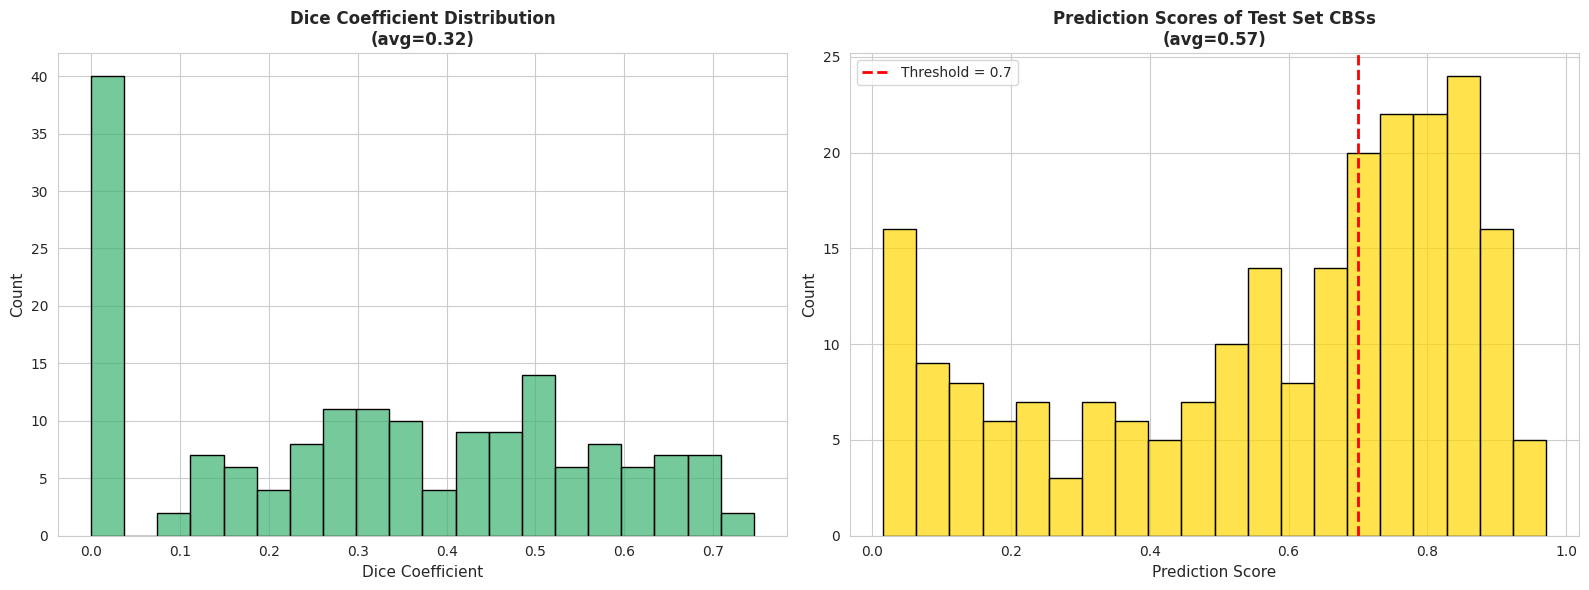 Dice Coefficient Distribution
(avg=0.32)
40
35
30
25
20
15
10
5
0
Count
0.0 0.1 0.2 0.3 0.4 0.5 0.6 0.7
Dice Coefficient
Prediction Scores of Test Set CBSs
(avg=0.57)
Threshold = 0.7
25
20
15
10
5
0
Count
0.0 0.2 0.4 0.6 0.8 1.0
Prediction Score